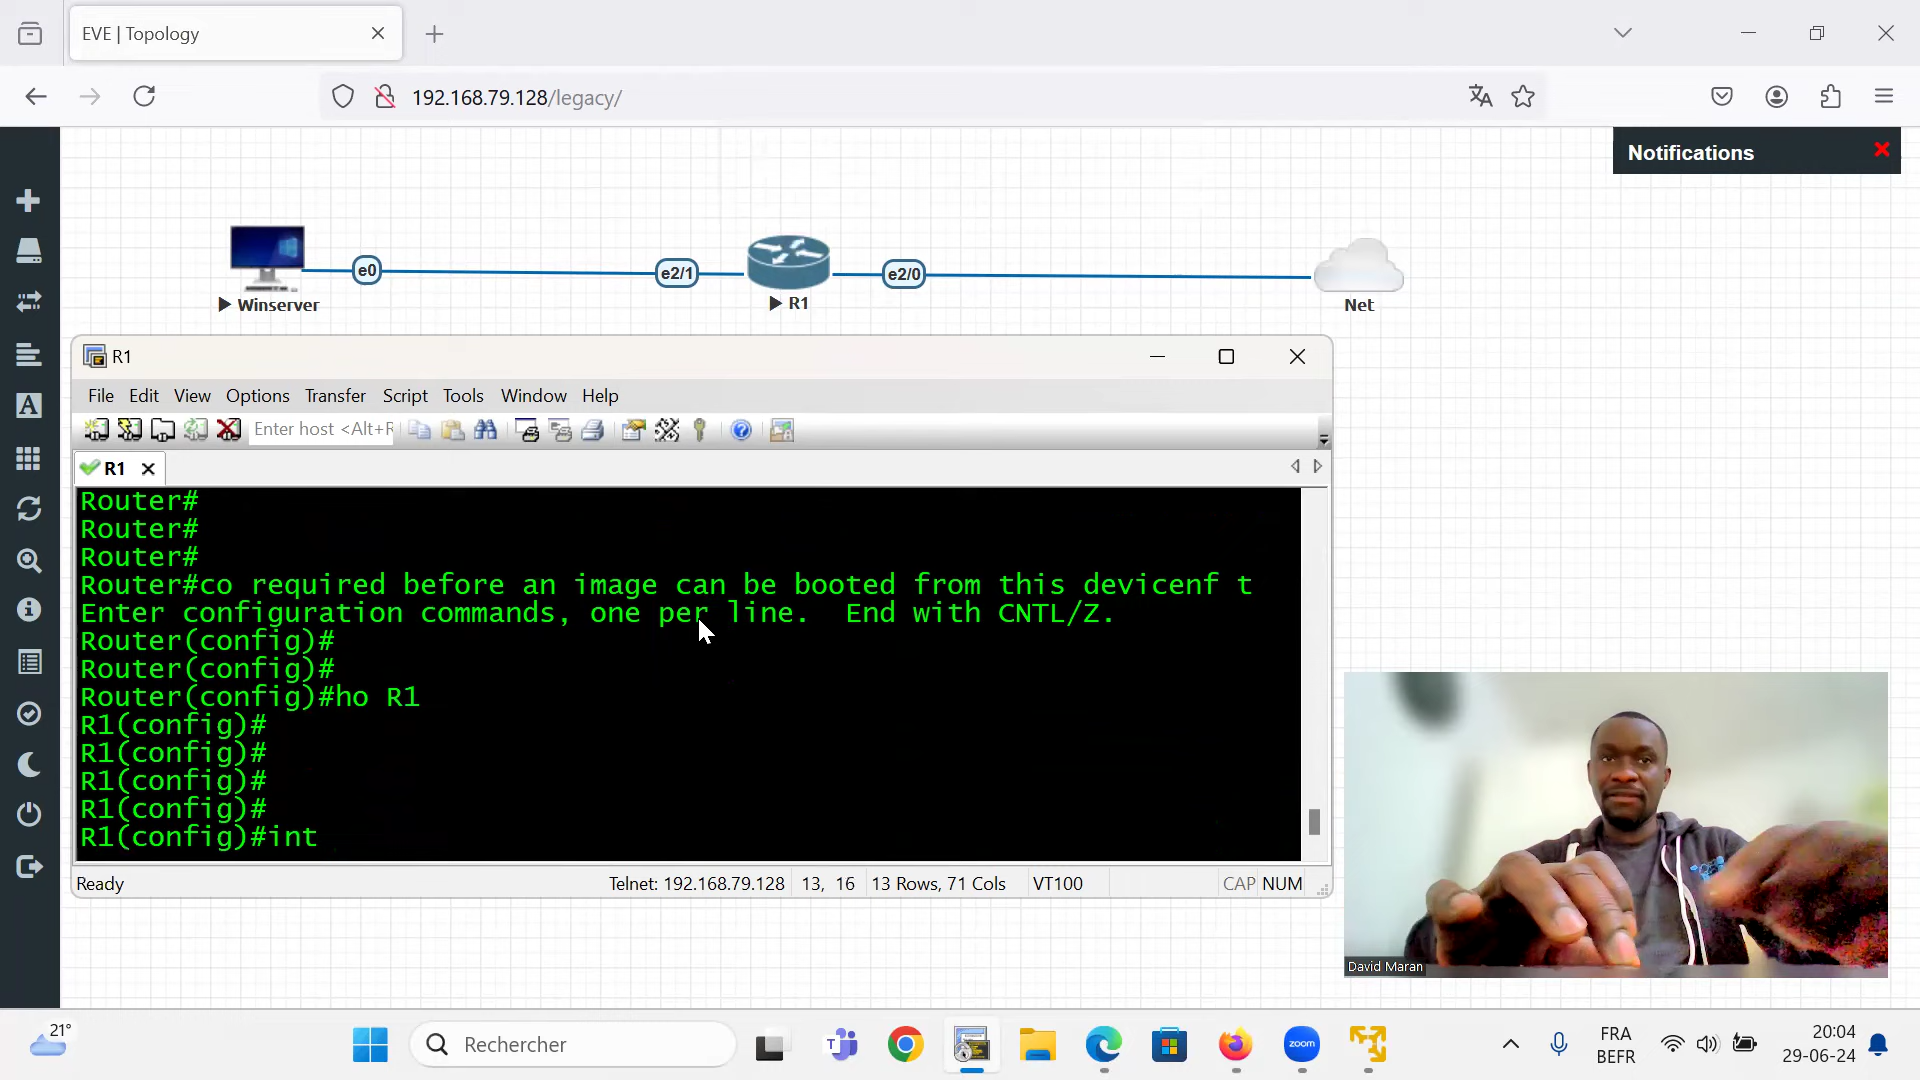 EVE | Topology
192.168.79.128/legacy/
Notifications
e0
e2/1
e2/0
Winserver
R1
Net
R1
File Edit View Options Transfer Script Tools Window Help
Enter host <Alt+R
R1
Router#
Router#
Router#
Router#co required before an image can be booted from this devicenf t
Enter configuration commands, one per line.  End with CNTL/Z.
Router(config)#
Router(config)#
Router(config)#ho R1
R1(config)#
R1(config)#
R1(config)#
R1(config)#
R1(config)#int
Ready Telnet: 192.168.79.128 13, 16 13 Rows, 71 Cols VT100 CAP NUM
David Maran
21°
Rechercher
zoom
FRA
BEFR
20:04
29-06-24